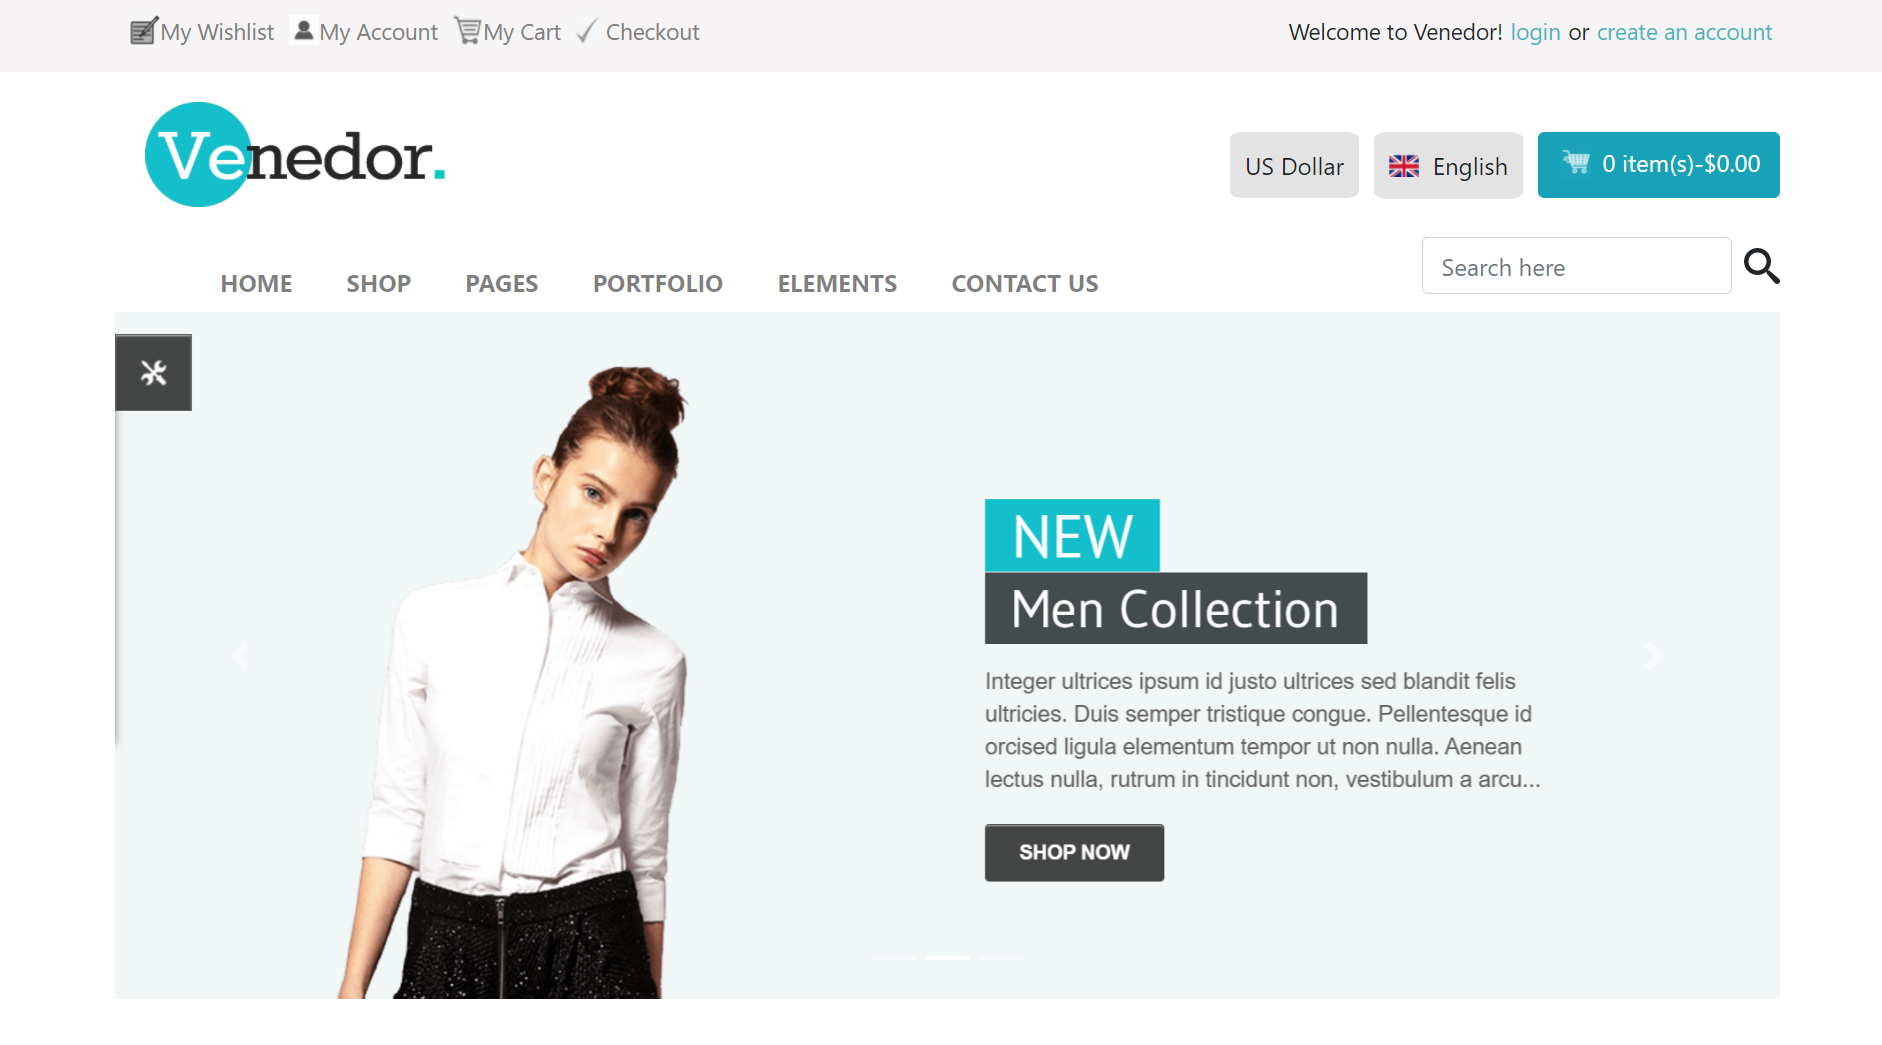 My Wishlist My Account My Cart Checkout Welcome to Venedor! login or create an account
Venedor.
US Dollar English 0 item(s)-$0.00
Search here
HOME SHOP PAGES PORTFOLIO ELEMENTS CONTACT US
NEW
Men Collection
Integer ultrices ipsum id justo ultrices sed blandit felis
ultricies. Duis semper tristique congue. Pellentesque id
orcised ligula elementum tempor ut non nulla. Aenean
lectus nulla, rutrum in tincidunt non, vestibulum a arcu...
SHOP NOW